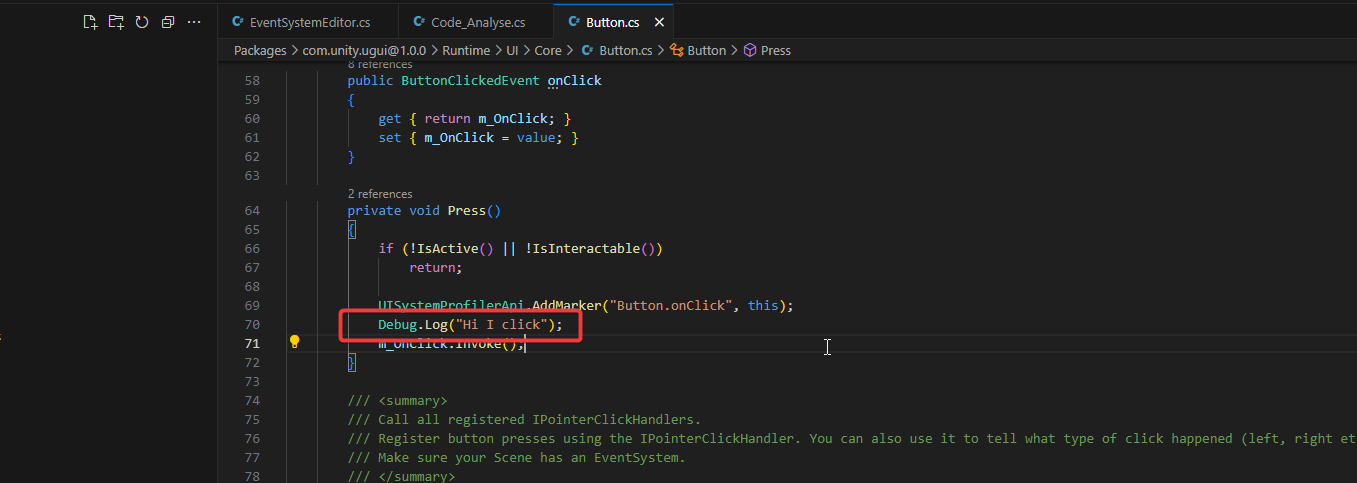 EventSystemEditor.cs Code_Analyse.cs Button.cs
Packages > com.unity.ugui@1.0.0 > Runtime > UI > Core > Button.cs > Button > Press
8 references
58 public ButtonClickedEvent onClick
59 {
60 get { return m_OnClick; }
61 set { m_OnClick = value; }
62 }
63
2 references
64 private void Press()
65 {
66 if (!IsActive() || !IsInteractable())
67 return;
68
69 UISystemProfilerApi.AddMarker("Button.onClick", this);
70 Debug.Log("Hi I click");
71 m_OnClick.Invoke();
72 }
73
74 /// <summary>
75 /// Call all registered IPointerClickHandlers.
76 /// Register button presses using the IPointerClickHandler. You can also use it to tell what type of click happened (left, right et
77 /// Make sure your Scene has an EventSystem.
78 /// </summary>